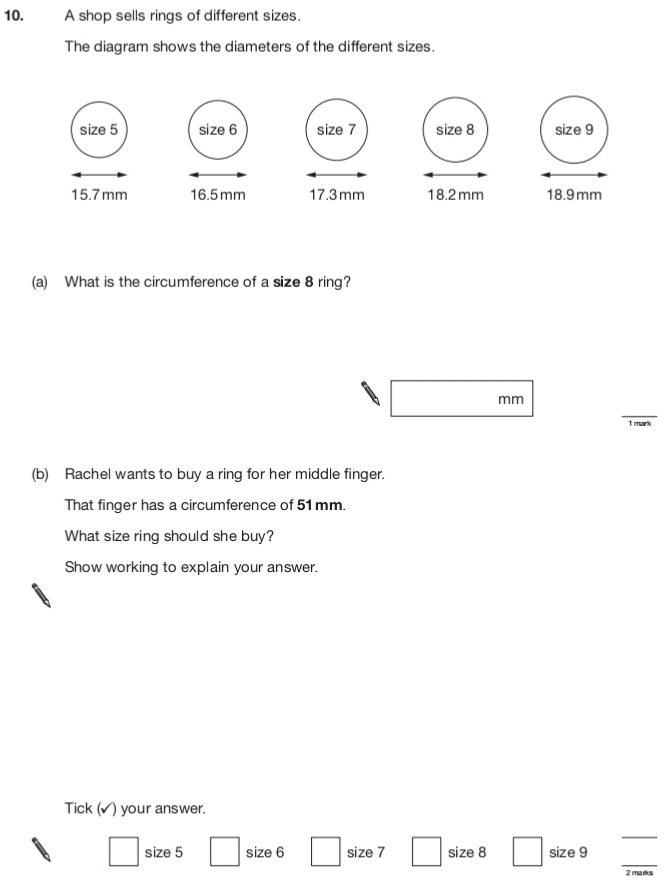 10. A shop sells rings of different sizes.
The diagram shows the diameters of the different sizes.
size 5 size 6 size 7 size 8 size 9
15.7mm 16.5mm 17.3mm 18.2mm 18.9mm
(a) What is the circumference of a size 8 ring?
mm
1 mark
(b) Rachel wants to buy a ring for her middle finger.
That finger has a circumference of 51mm.
What size ring should she buy?
Show working to explain your answer.
Tick (✓) your answer.
size 5 size 6 size 7 size 8 size 9
2 marks